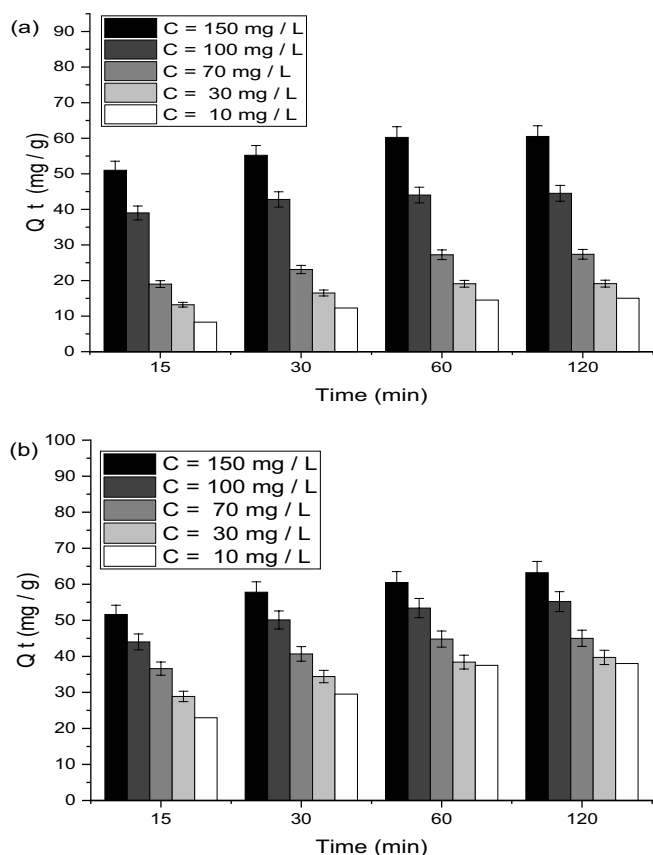 (a)
C = 150 mg / L
C = 100 mg / L
C = 70 mg / L
C = 30 mg / L
C = 10 mg / L
Q t (mg / g)
90
80
70
60
50
40
30
20
10
0
15 30 60 120
Time (min)
(b)
C = 150 mg / L
C = 100 mg / L
C = 70 mg / L
C = 30 mg / L
C = 10 mg / L
Q t (mg / g)
100
90
80
70
60
50
40
30
20
10
0
15 30 60 120
Time (min)